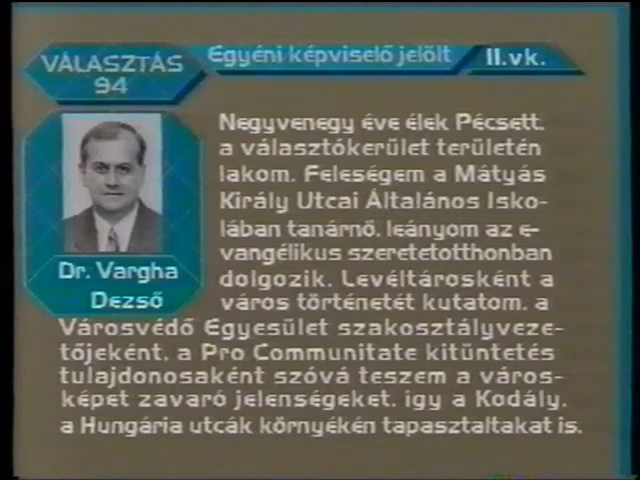 VÁLASZTÁS
94
Egyéni képviselő jelölt
II.vk.
Dr. Vargha
Dezső
Negyvenegy éve élek Pécsett,
a választókerület területén
lakom. Feleségem a Mátyás
Király Utcai Általános Isko-
lában tanárnő, leányom az e-
vangélikus szeretetotthonban
dolgozik. Levéltárosként a
város történetét kutatom, a
Városvédő Egyesület szakosztályveze-
tőjeként, a Pro Communitate kitüntetés
tulajdonosaként szóvá teszem a város-
képet zavaró jelenségeket, így a Kodály,
a Hungária utcák környékén tapasztaltakat is.